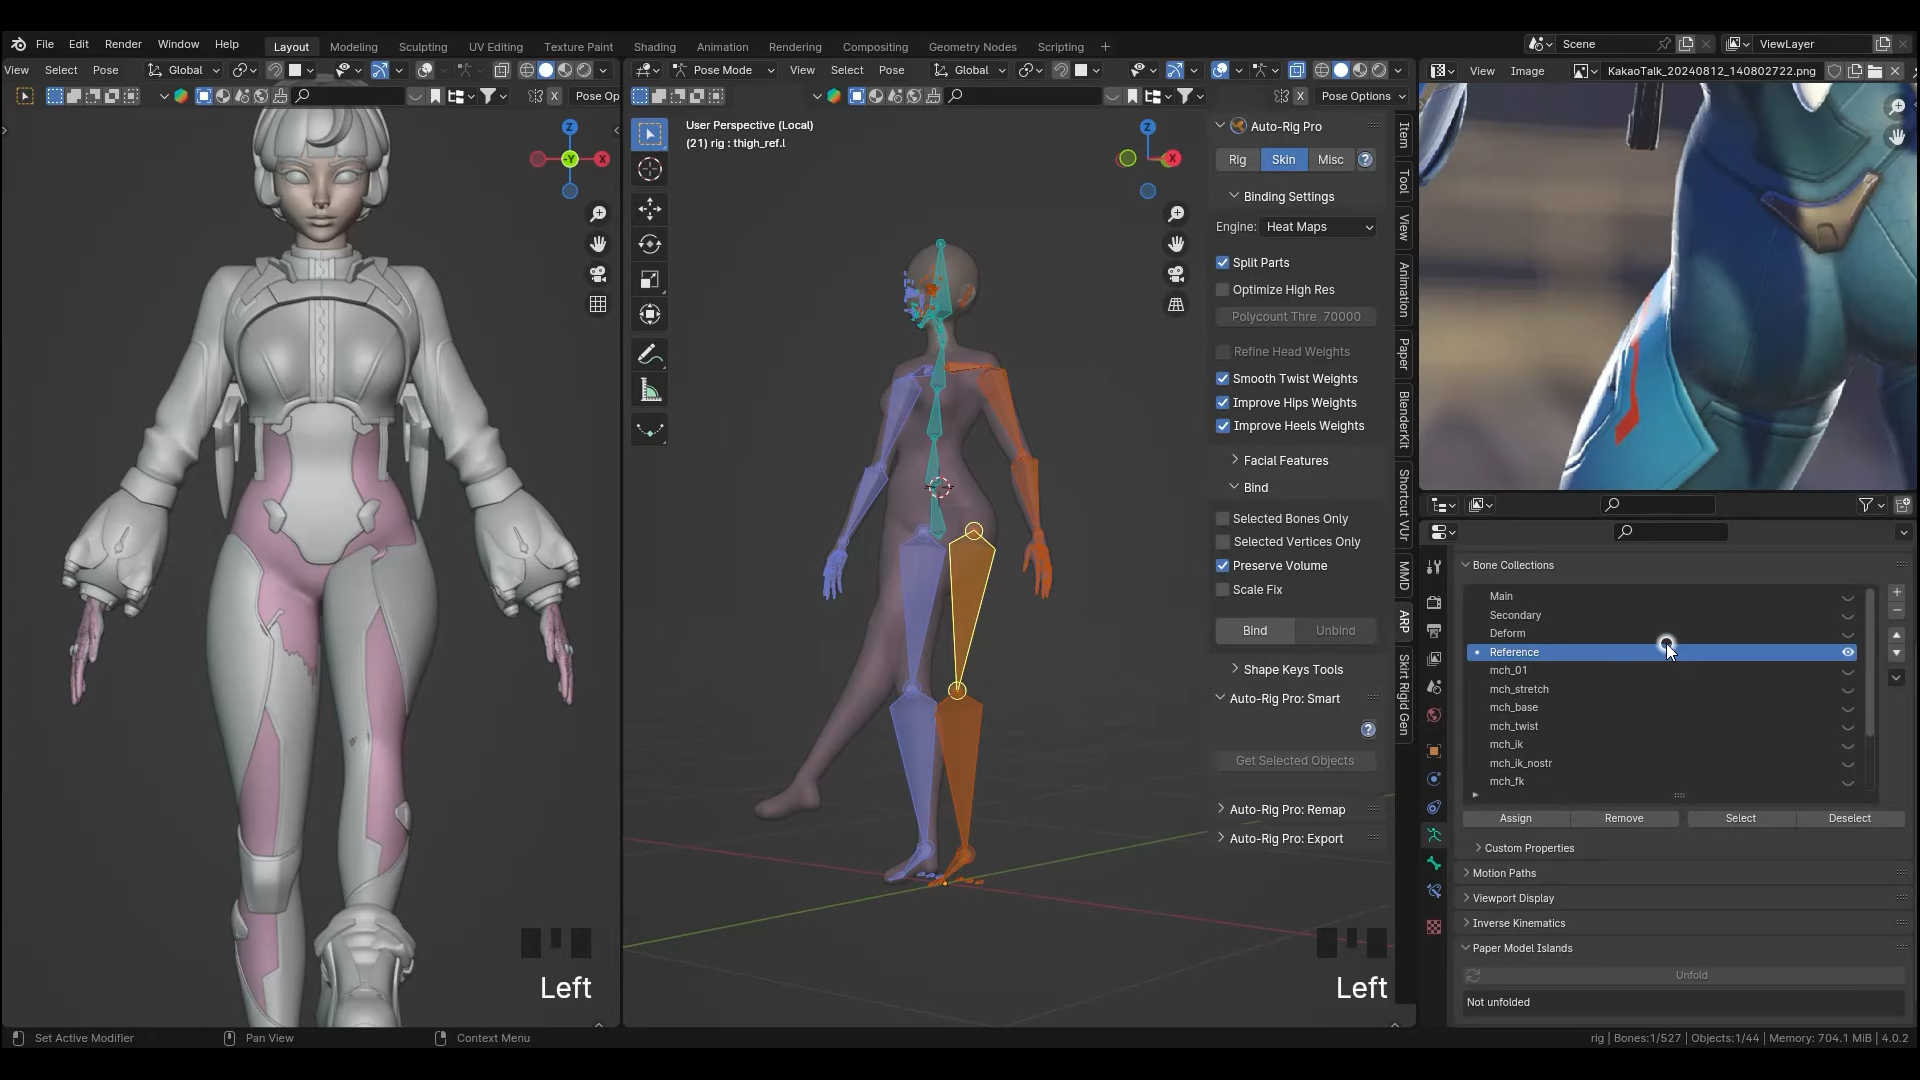 File Edit Render Window Help Layout Modeling Sculpting UV Editing Texture Paint Shading Animation Rendering Compositing Geometry Nodes Scripting + Scene ViewLayer
View Select Pose Global Pose Mode View Select Pose Global View Image KakaoTalk_20240812_140802722.png
X Pose Op X Pose Options
User Perspective (Local)
(21) rig : thigh_ref.l
Z
-Y
X
Z
X
Auto-Rig Pro
Rig Skin Misc ?
Binding Settings
Engine: Heat Maps
Split Parts
Optimize High Res
Polycount Thre 70000
Refine Head Weights
Smooth Twist Weights
Improve Hips Weights
Improve Heels Weights
Facial Features
Bind
Selected Bones Only
Selected Vertices Only
Preserve Volume
Scale Fix
Bind Unbind
Shape Keys Tools
Auto-Rig Pro: Smart
?
Get Selected Objects
Auto-Rig Pro: Remap
Auto-Rig Pro: Export
Item
Tool
View
Animation
Paper
BlenderKit
Shortcut VUr
MMD
ARP
Skirt Rigid Gen
Bone Collections
Main
Secondary
Deform
Reference
mch_01
mch_stretch
mch_base
mch_twist
mch_ik
mch_ik_nostr
mch_fk
Assign Remove Select Deselect
Custom Properties
Motion Paths
Viewport Display
Inverse Kinematics
Paper Model Islands
Unfold
Not unfolded
Left
Left
Set Active Modifier Pan View Context Menu rig | Bones:1/527 | Objects:1/44 | Memory: 704.1 MiB | 4.0.2